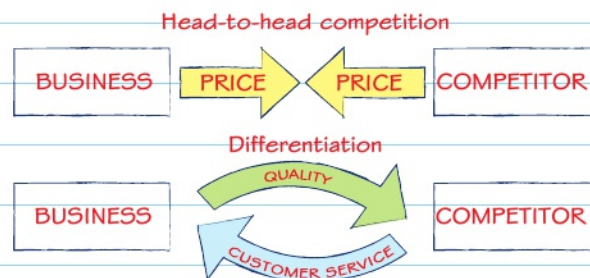 Head-to-head competition
BUSINESS PRICE PRICE COMPETITOR
Differentiation
QUALITY
BUSINESS COMPETITOR
CUSTOMER SERVICE